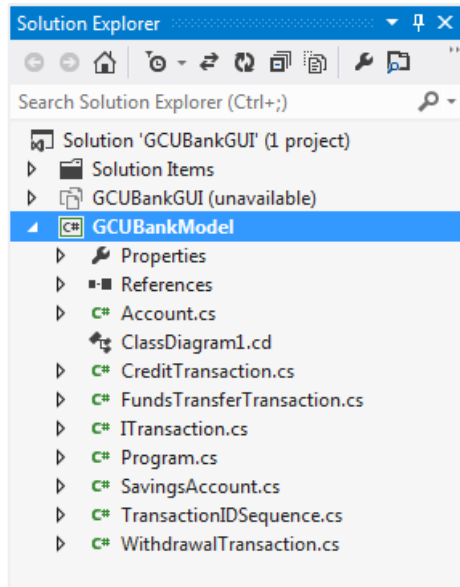 Solution Explorer
Search Solution Explorer (Ctrl+;)
Solution 'GCUBankGUI' (1 project)
Solution Items
GCUBankGUI (unavailable)
C# GCUBankModel
Properties
References
C# Account.cs
ClassDiagram1.cd
C# CreditTransaction.cs
C# FundsTransferTransaction.cs
C# ITransaction.cs
C# Program.cs
C# SavingsAccount.cs
C# TransactionIDSequence.cs
C# WithdrawalTransaction.cs